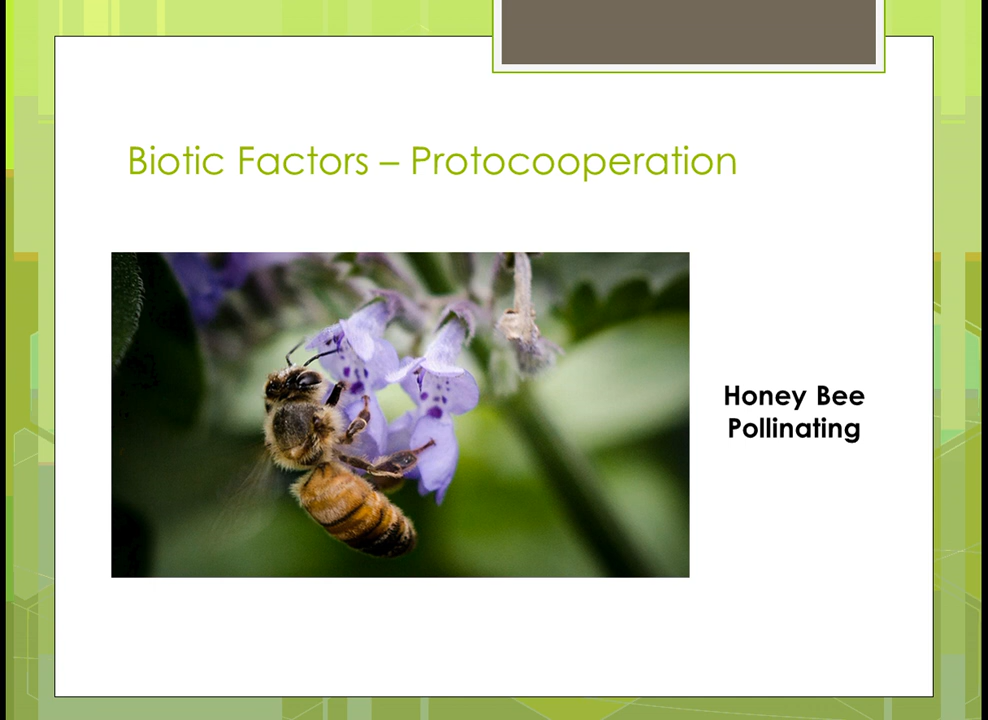 Biotic Factors – Protocooperation
Honey Bee
Pollinating